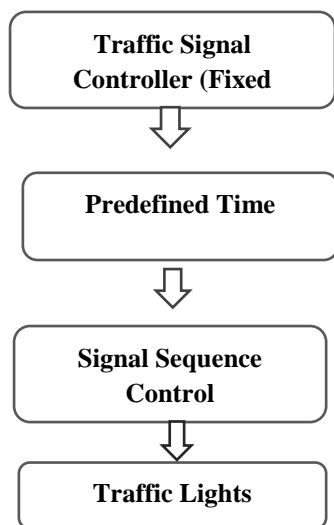 Traffic Signal
Controller (Fixed
Predefined Time
Signal Sequence
Control
Traffic Lights